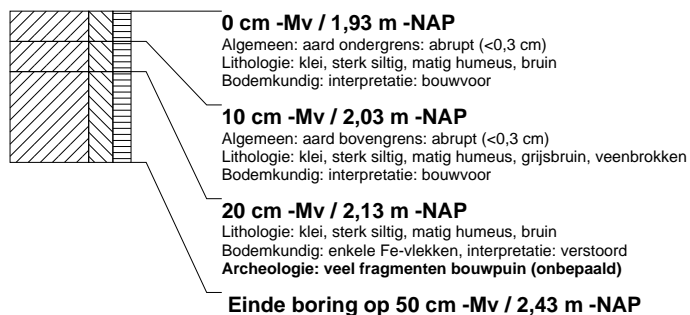 0 cm -Mv / 1,93 m -NAP
Algemeen: aard ondergrens: abrupt (<0,3 cm)
Lithologie: klei, sterk siltig, matig humeus, bruin
Bodemkundig: interpretatie: bouwvoor
10 cm -Mv / 2,03 m -NAP
Algemeen: aard bovengrens: abrupt (<0,3 cm)
Lithologie: klei, sterk siltig, matig humeus, grijsbruin, veenbrokken
Bodemkundig: interpretatie: bouwvoor
20 cm -Mv / 2,13 m -NAP
Lithologie: klei, sterk siltig, matig humeus, bruin
Bodemkundig: enkele Fe-vlekken, interpretatie: verstoord
Archeologie: veel fragmenten bouwpuin (onbepaald)
Einde boring op 50 cm -Mv / 2,43 m -NAP